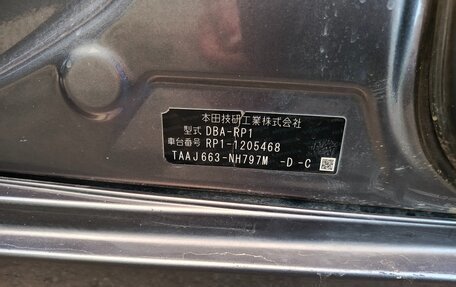 本田技研工業株式会社
型式 DBA-RP1
車台番号 RP1-1205468
TAAJ663-NH797M -D-C